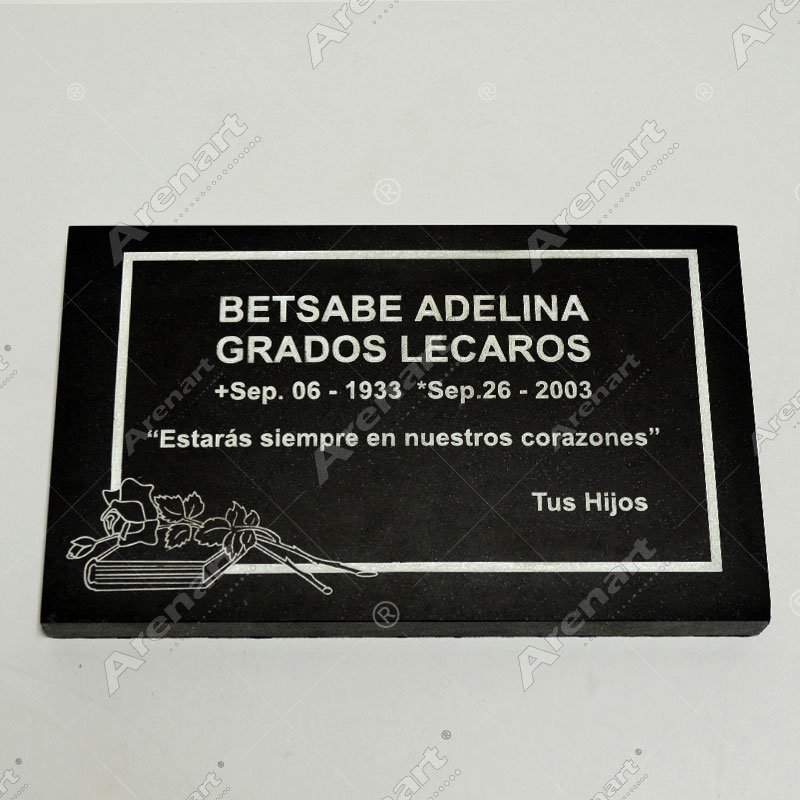 BETSABE ADELINA
GRADOS LECAROS
+Sep. 06 - 1933 *Sep.26 - 2003
“Estarás siempre en nuestros corazones”
Tus Hijos
Arenart
®